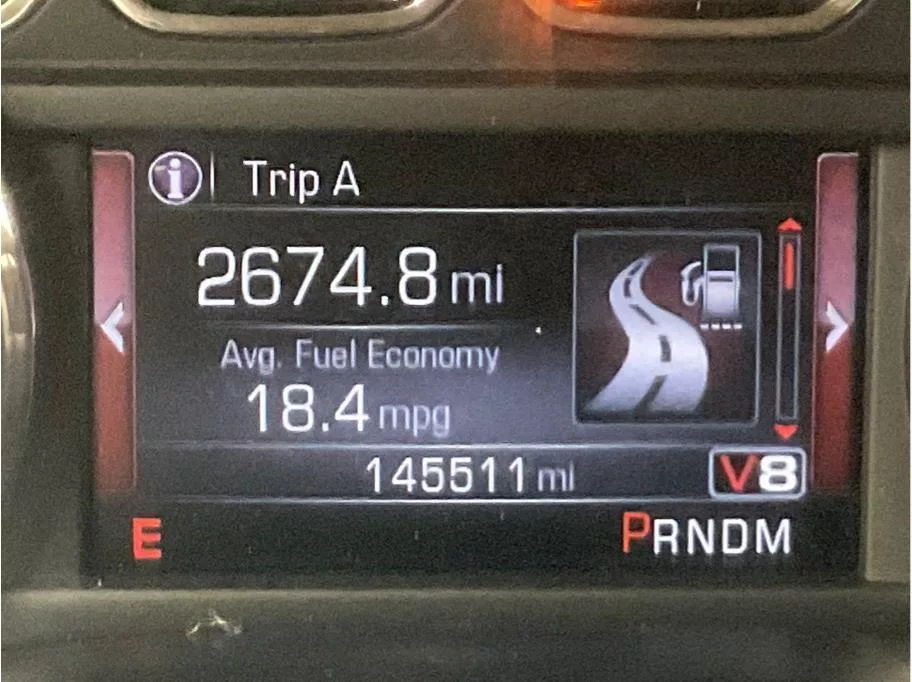 i Trip A
2674.8 mi
Avg. Fuel Economy
18.4 mpg
145511 mi V8
E PRNDM